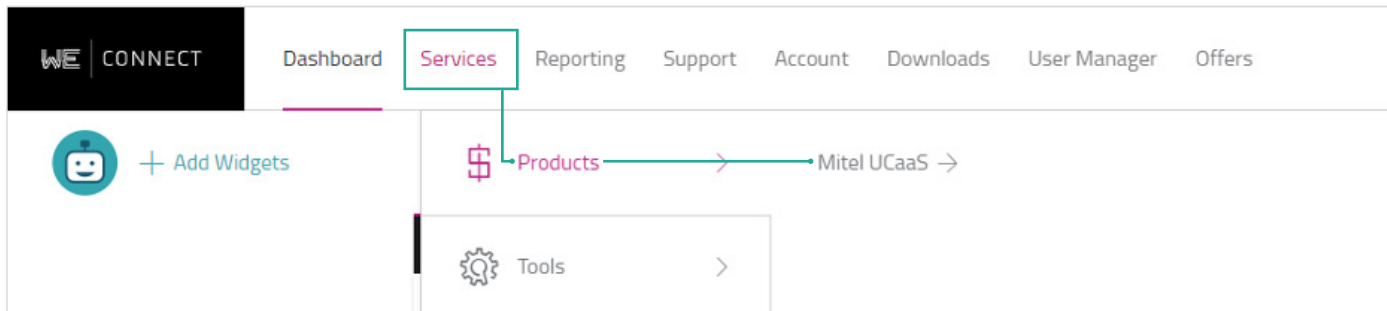 WE | CONNECT Dashboard Services Reporting Support Account Downloads User Manager Offers
+ Add Widgets Products Mitel UCaaS →
Tools